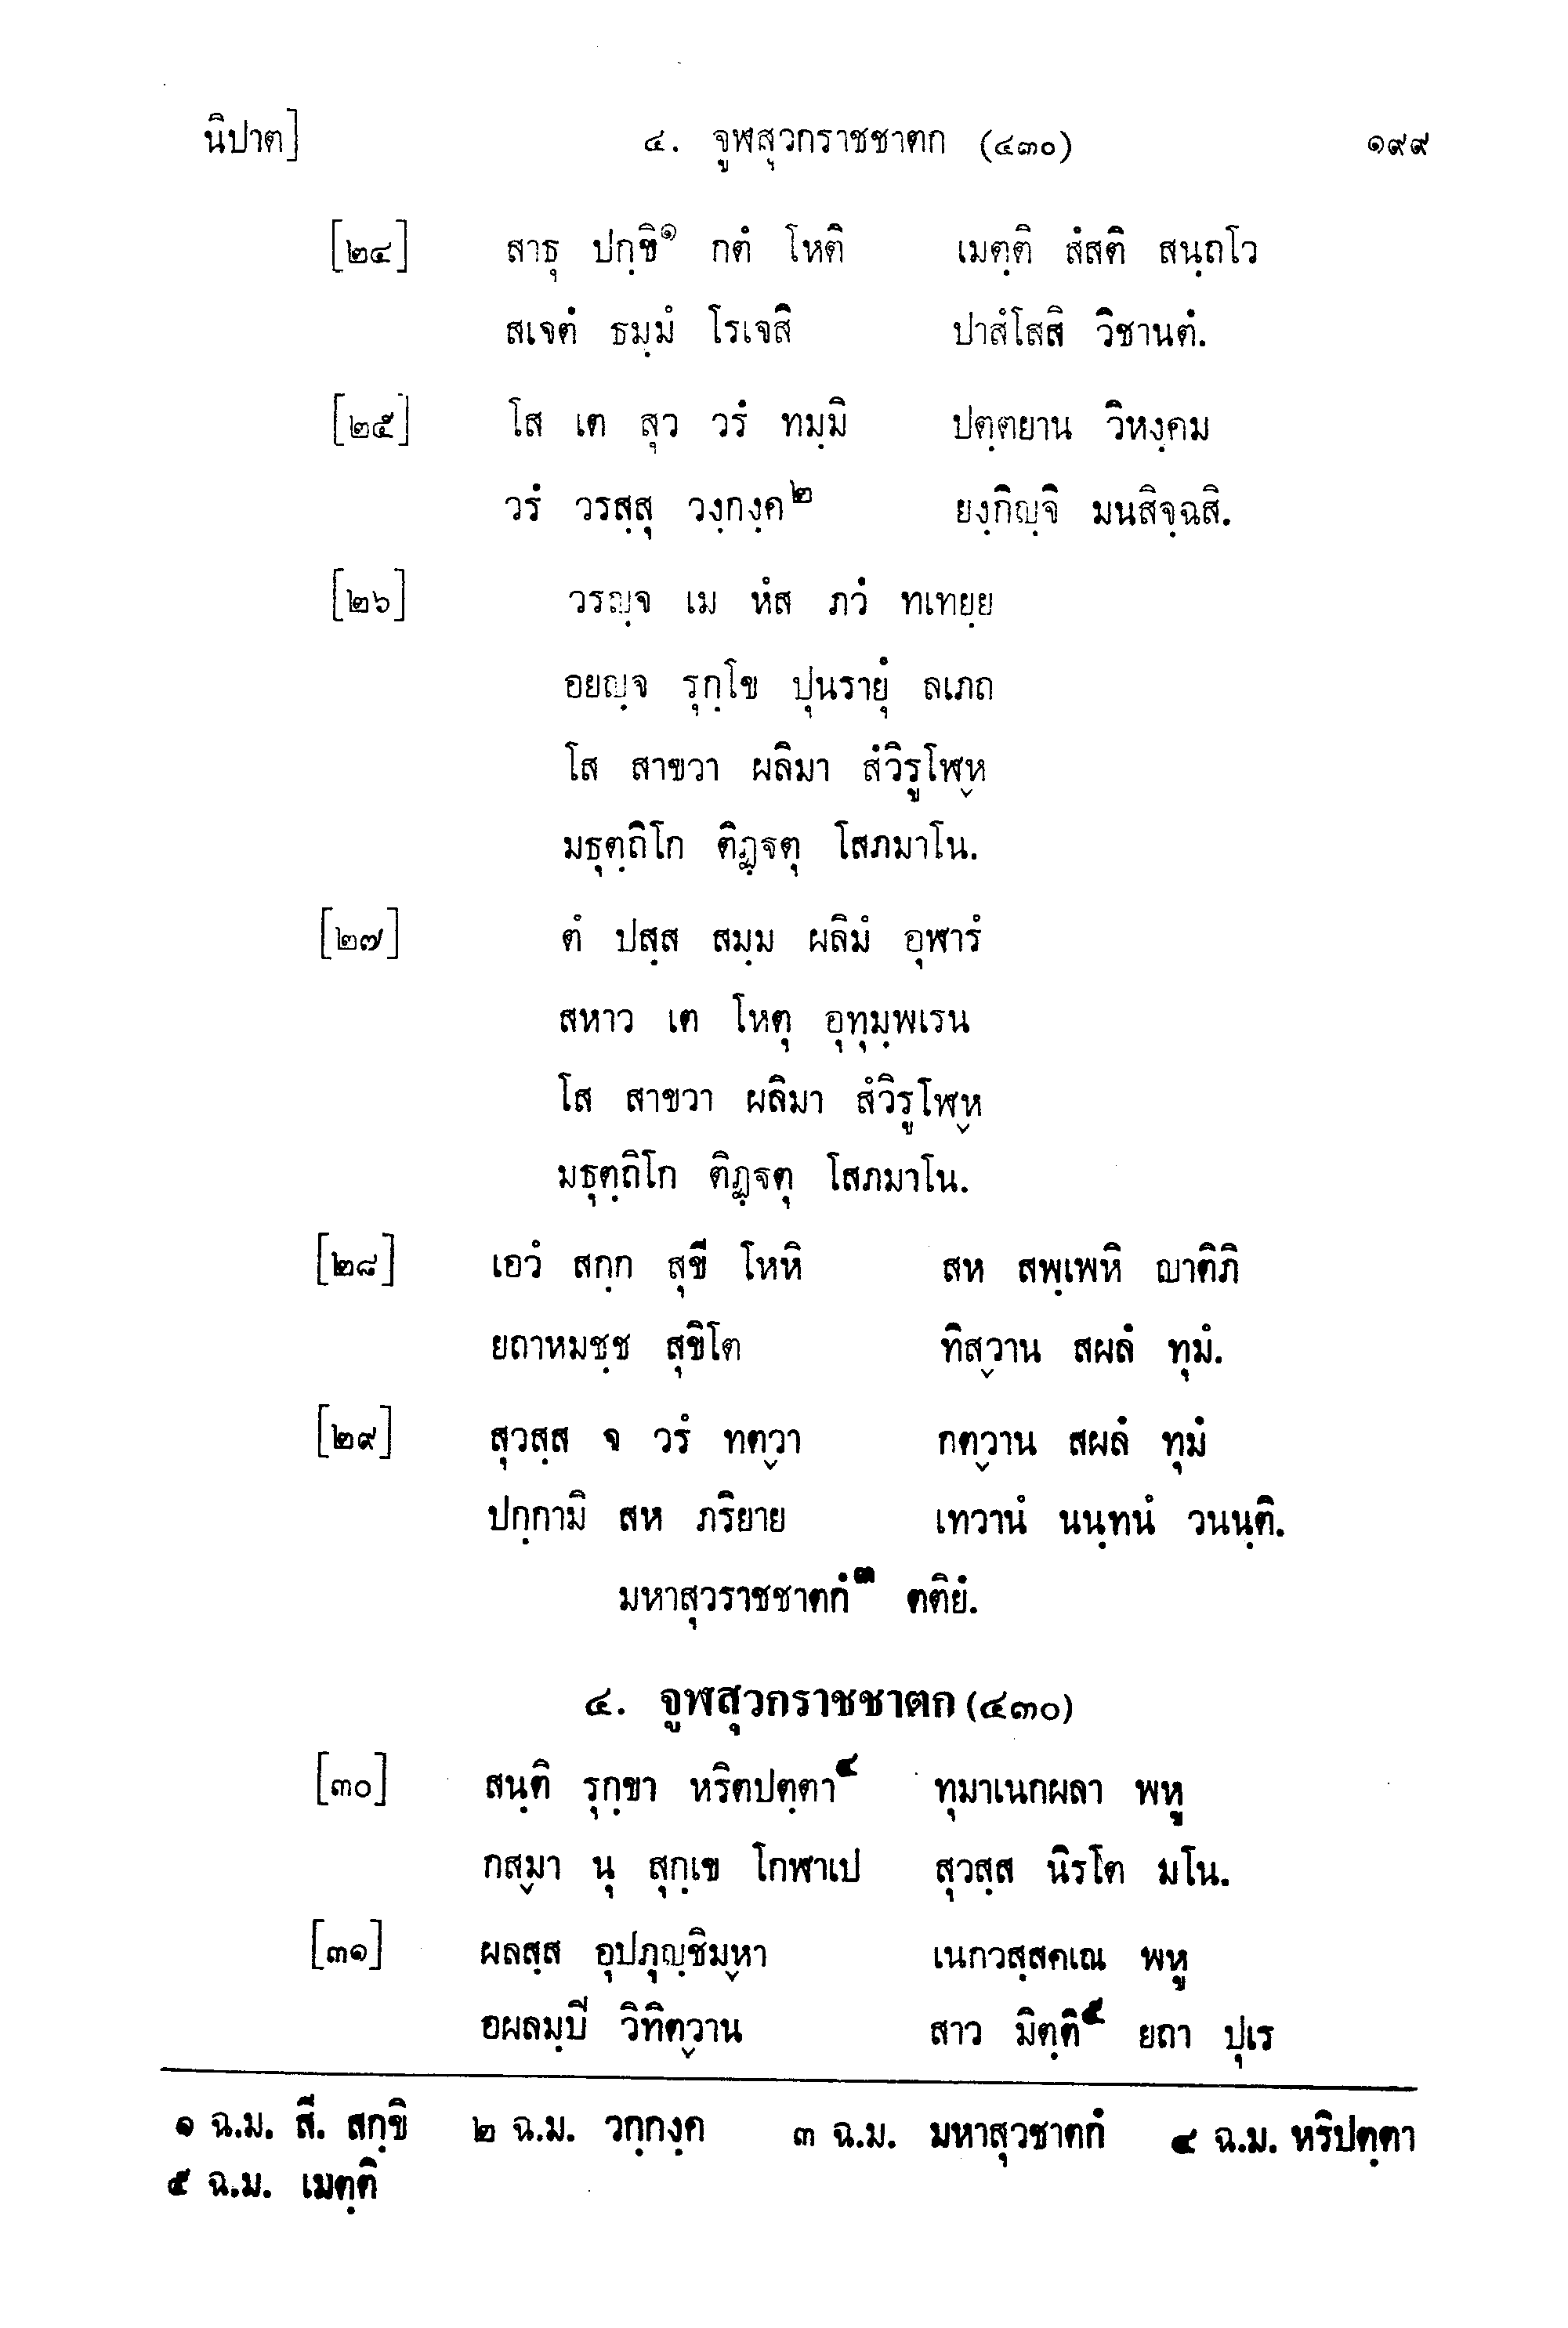 นิปาต] ๔. จูฬสุวกราชชาตก (๔๓๐) ๑๙๙
[๒๔] สาธุ ปกฺขิ๑ กตํ โหติ เมตฺติ สํสติ สนฺถโว
สเจตํ ธมฺมํ โรเจสิ ปาสํโสสิ วิชานตํ.
[๒๕] โส เต สุว วรํ ทมฺมิ ปตฺตยาน วิหงฺคม
วรํ วรสฺสุ วงฺกงฺค๒ ยงฺกิญฺจิ มนสิจฺฉสิ.
[๒๖] วรญฺจ เม หํส ภวํ ทเทยฺย
อยญฺจ รุกฺโข ปุนรายุํ ลเภถ
โส สาขวา ผลิมา สํวิรูโฬฺห
มธุตฺถิโก ติฏฺฐตุ โสภมาโน.
[๒๗] ตํ ปสฺส สมฺม ผลิมํ อุฬารํ
สหาว เต โหตุ อุทุมฺพเรน
โส สาขวา ผลิมา สํวิรูโฬฺห
มธุตฺถิโก ติฏฺฐตุ โสภมาโน.
[๒๘] เอวํ สกฺก สุขี โหหิ สห สพฺเพหิ ญาติภิ
ยถาหมชฺช สุขิโต ทิสฺวาน สผลํ ทุมํ.
[๒๙] สุวสฺส จ วรํ ทตฺวา กตฺวาน สผลํ ทุมํ
ปกฺกามิ สห ภริยาย เทวานํ นนฺทนํ วนนฺติ.
มหาสุวราชชาตกํ๓ ตติยํ.
๔. จูฬสุวกราชชาตก (๔๓๐)
[๓๐] สนฺติ รุกฺขา หริตปตฺตา๔ ทุมาเนกผลา พหู
กสฺมา นุ สุกฺเข โกฬาเป สุวสฺส นิรโต มโน.
[๓๑] ผลสฺส อุปภุญฺชิมฺหา เนกวสฺสคเณ พหู
อผลมฺปี วิทิตฺวาน สาว มิตฺติ๕ ยถา ปุเร
๑ ฉ.ม. สี. สกฺขิ ๒ ฉ.ม. วกฺกงฺค ๓ ฉ.ม. มหาสุวชาตกํ ๔ ฉ.ม. หริปตฺตา
๕ ฉ.ม. เมตฺติ